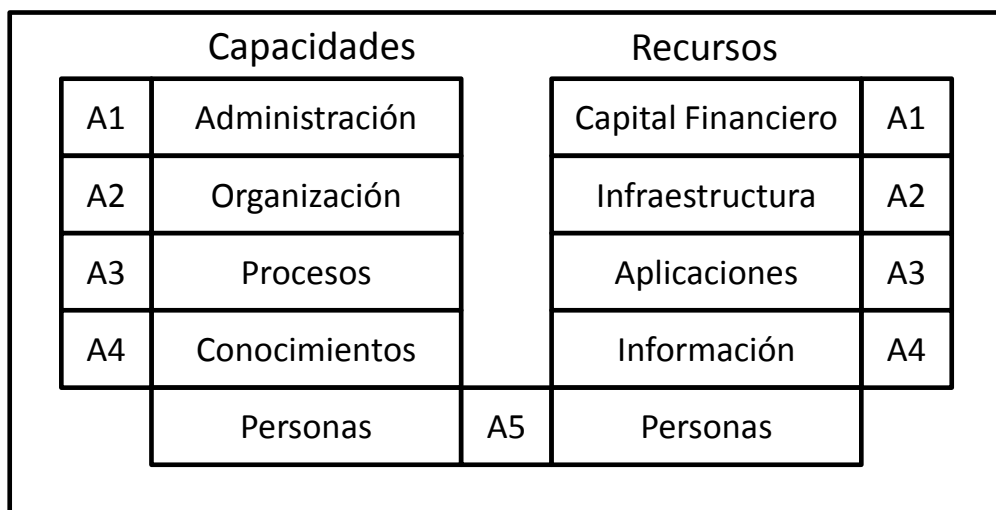 Capacidades Recursos
A1 Administración Capital Financiero A1
A2 Organización Infraestructura A2
A3 Procesos Aplicaciones A3
A4 Conocimientos Información A4
Personas A5 Personas